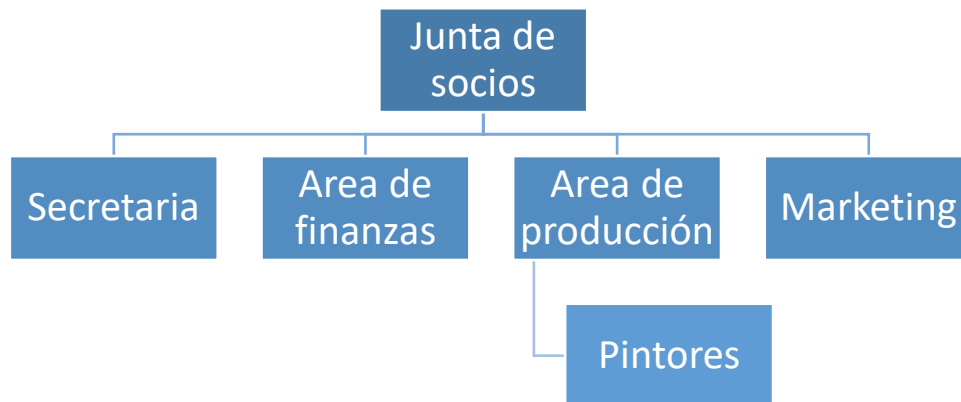 Junta de
socios
Secretaria
Area de
finanzas
Area de
producción
Marketing
Pintores